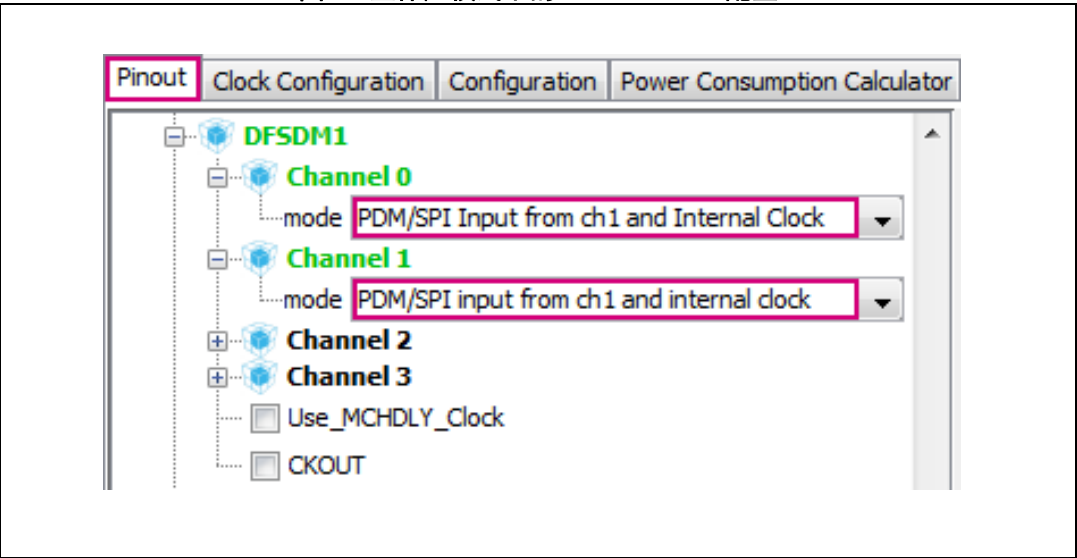 Pinout Clock Configuration Configuration Power Consumption Calculator
DFSDM1
Channel 0
mode PDM/SPI Input from ch1 and Internal Clock
Channel 1
mode PDM/SPI input from ch1 and internal clock
Channel 2
Channel 3
Use_MCHDLY_Clock
CKOUT